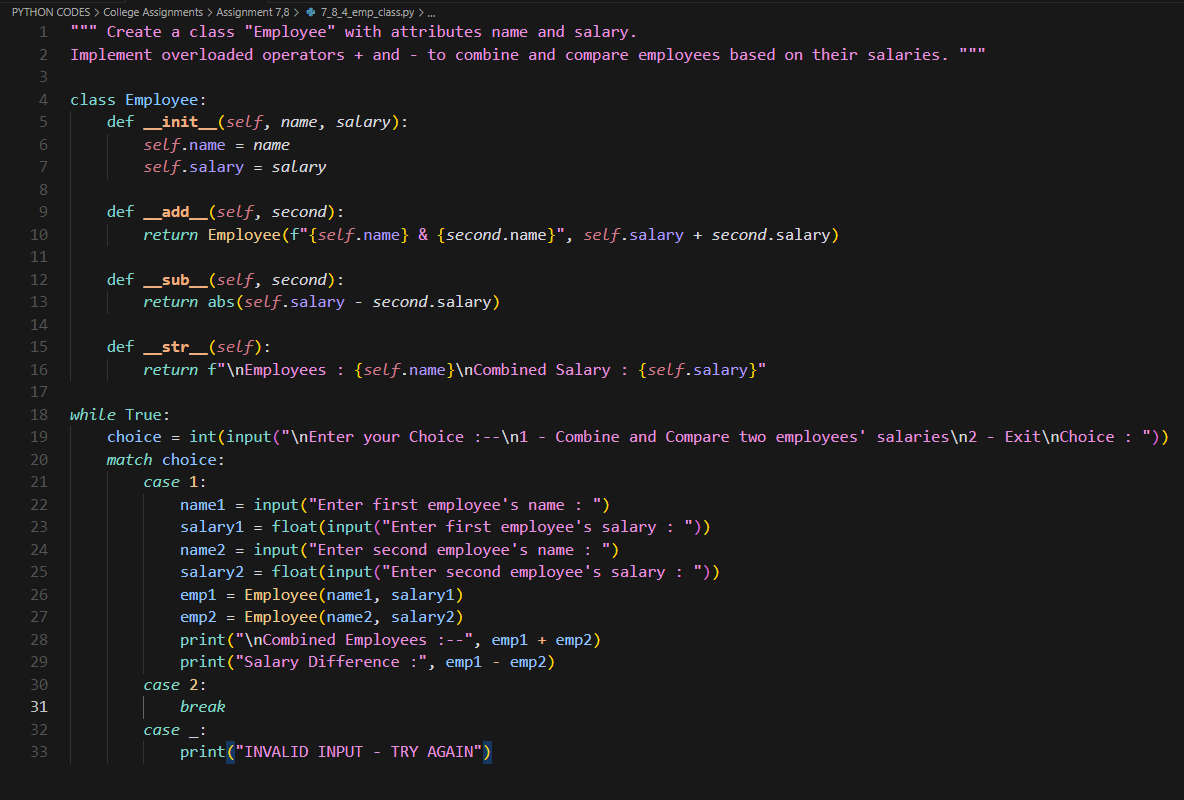 PYTHON CODES > College Assignments > Assignment 7,8 > 7_8_4_emp_class.py > ...
1 """ Create a class "Employee" with attributes name and salary.
2 Implement overloaded operators + and - to combine and compare employees based on their salaries. """
3
4 class Employee:
5     def __init__(self, name, salary):
6         self.name = name
7         self.salary = salary
8
9     def __add__(self, second):
10         return Employee(f"{self.name} & {second.name}", self.salary + second.salary)
11
12     def __sub__(self, second):
13         return abs(self.salary - second.salary)
14
15     def __str__(self):
16         return f"\nEmployees : {self.name}\nCombined Salary : {self.salary}"
17
18 while True:
19     choice = int(input("\nEnter your Choice :--\n1 - Combine and Compare two employees' salaries\n2 - Exit\nChoice : "))
20     match choice:
21         case 1:
22             name1 = input("Enter first employee's name : ")
23             salary1 = float(input("Enter first employee's salary : "))
24             name2 = input("Enter second employee's name : ")
25             salary2 = float(input("Enter second employee's salary : "))
26             emp1 = Employee(name1, salary1)
27             emp2 = Employee(name2, salary2)
28             print("\nCombined Employees :--", emp1 + emp2)
29             print("Salary Difference :", emp1 - emp2)
30         case 2:
31             break
32         case _:
33             print("INVALID INPUT - TRY AGAIN")